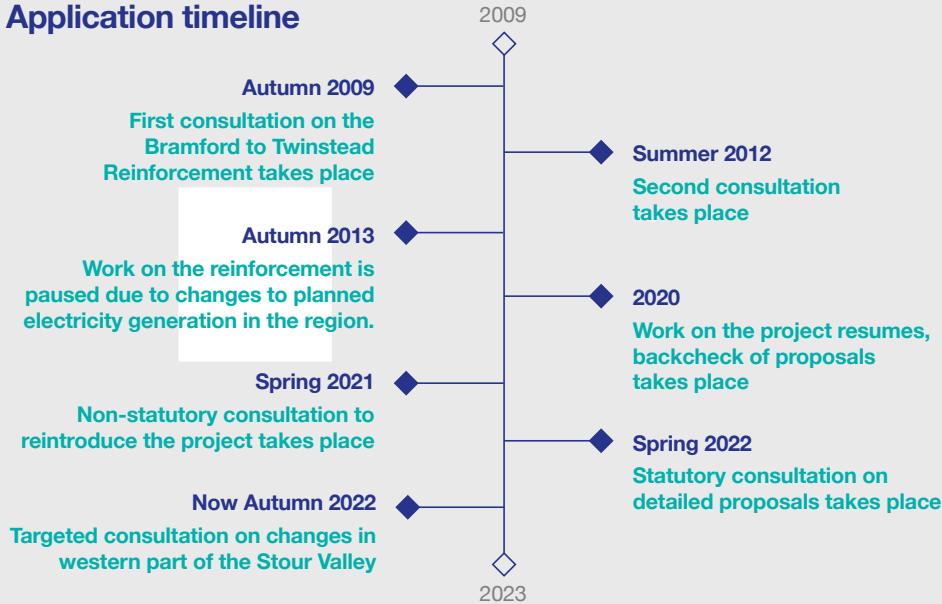 Application timeline
2009
Autumn 2009
First consultation on the
Bramford to Twinstead
Reinforcement takes place
Summer 2012
Second consultation
takes place
Autumn 2013
Work on the reinforcement is
paused due to changes to planned
electricity generation in the region.
2020
Work on the project resumes,
backcheck of proposals
takes place
Spring 2021
Non-statutory consultation to
reintroduce the project takes place
Spring 2022
Statutory consultation on
detailed proposals takes place
Now Autumn 2022
Targeted consultation on changes in
western part of the Stour Valley
2023